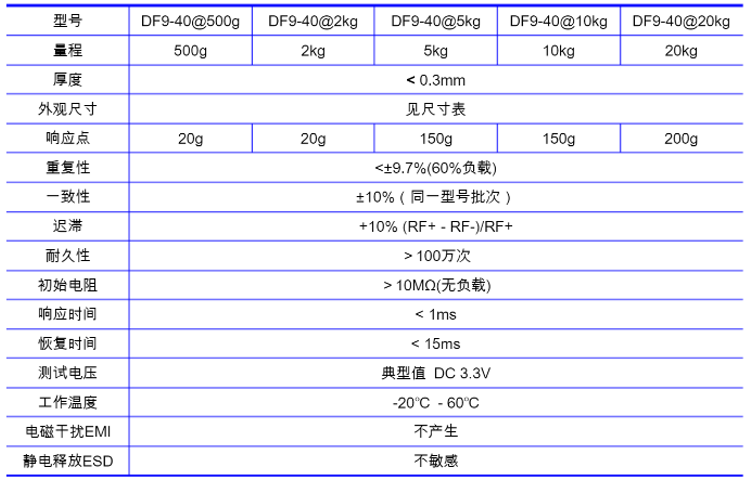 型号 DF9-40@500g DF9-40@2kg DF9-40@5kg DF9-40@10kg DF9-40@20kg
量程 500g 2kg 5kg 10kg 20kg
厚度 < 0.3mm
外观尺寸 见尺寸表
响应点 20g 20g 150g 150g 200g
重复性 <±9.7%(60%负载)
一致性 ±10%（同一型号批次）
迟滞 +10% (RF+ - RF-)/RF+
耐久性 > 100万次
初始电阻 > 10MΩ(无负载)
响应时间 < 1ms
恢复时间 < 15ms
测试电压 典型值 DC 3.3V
工作温度 -20℃ - 60℃
电磁干扰EMI 不产生
静电释放ESD 不敏感